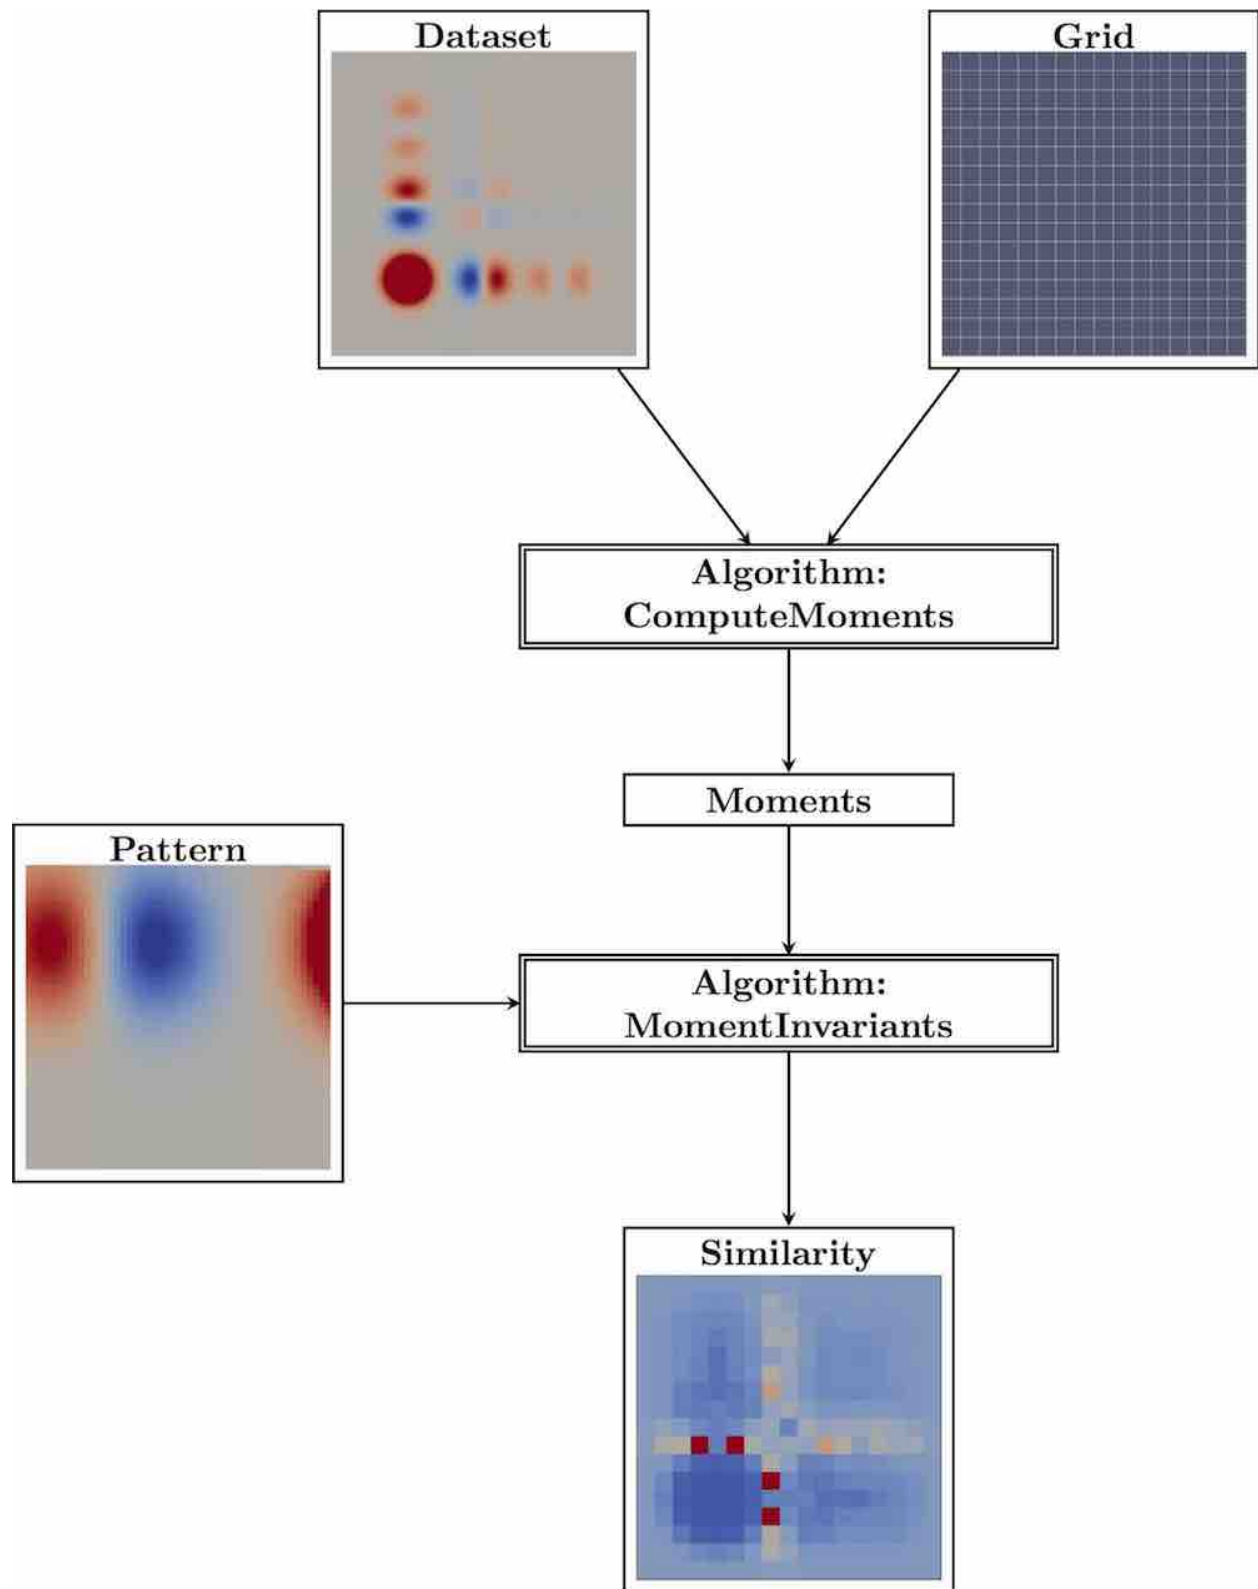 Dataset
Grid
Algorithm:
ComputeMoments
Moments
Pattern
Algorithm:
MomentInvariants
Similarity